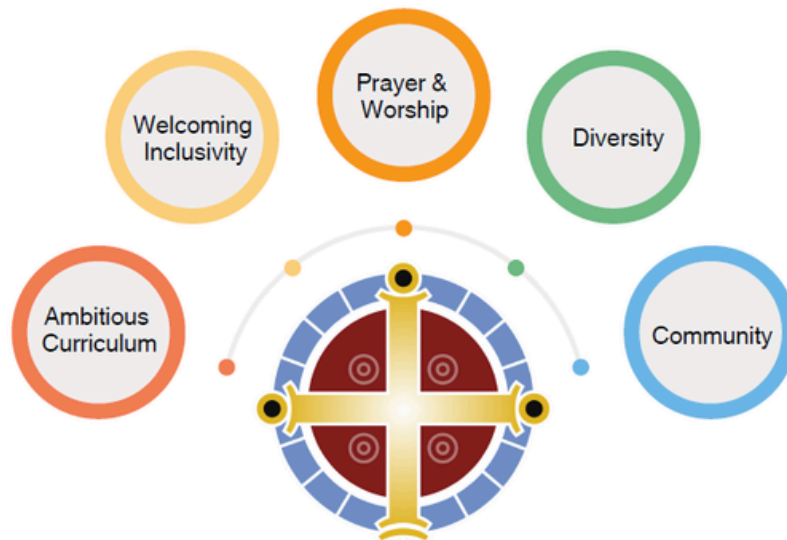 Ambitious
Curriculum
Welcoming
Inclusivity
Prayer &
Worship
Diversity
Community